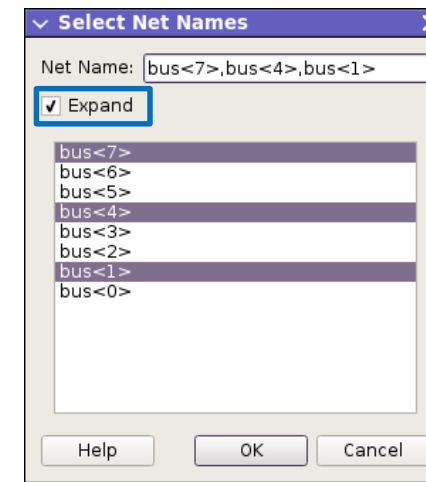 Select Net Names
Net Name: bus<7>,bus<4>,bus<1>
Expand
bus<7>
bus<6>
bus<5>
bus<4>
bus<3>
bus<2>
bus<1>
bus<0>
Help OK Cancel